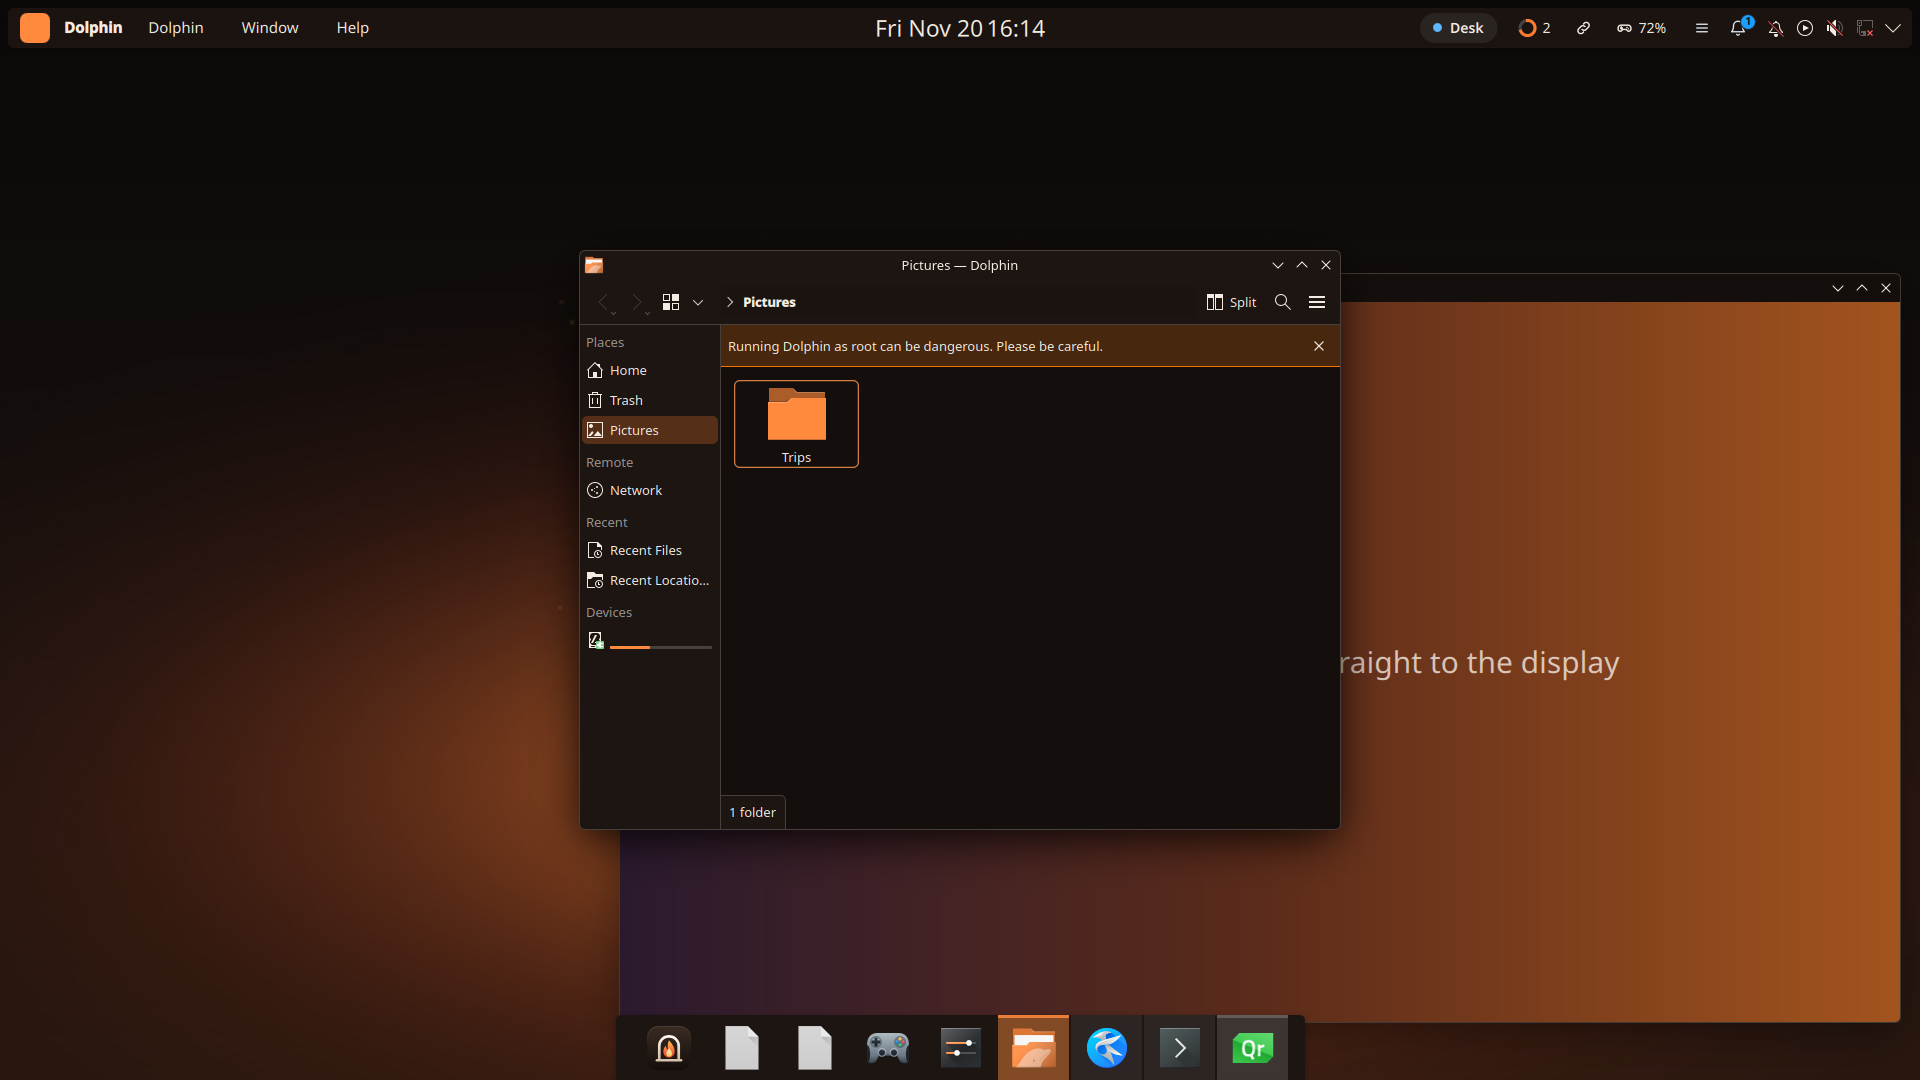 Dolphin Dolphin Window Help Fri Nov 20 16:14 Desk 2 72% 1
Pictures — Dolphin
Pictures Split
Places
Running Dolphin as root can be dangerous. Please be careful.
Home
Trash
Pictures
Trips
Remote
Network
Recent
Recent Files
Recent Locatio...
Devices
raight to the display
1 folder
Qr